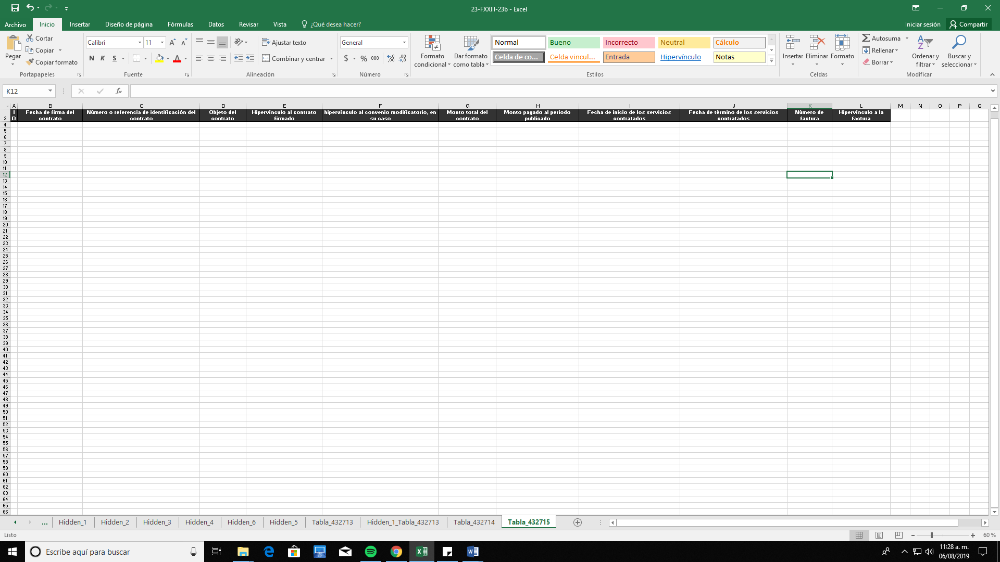 23-FXXIII-23b - Excel
Archivo Inicio Insertar Diseño de página Fórmulas Datos Revisar Vista ¿Qué desea hacer? Iniciar sesión Compartir
Pegar Cortar Copiar Copiar formato
Calibri 11 N K S
Ajustar texto Combinar y centrar
General $ % 000
Formato condicional Dar formato como tabla
Normal Bueno Incorrecto Neutral Cálculo
Celda de co... Celda vincul... Entrada Hipervínculo Notas
Insertar Eliminar Formato
Autosuma Rellenar Borrar
Ordenar y filtrar Buscar y seleccionar
Portapapeles Fuente Alineación Número Estilos Celdas Modificar
K12 fx
A B C D E F G H I J K L M N O P Q
3 ID
Fecha de firma del contrato
Número o referencia de identificación del contrato
Objeto del contrato
Hipervínculo al contrato firmado
hipervínculo al convenio modificatorio, en su caso
Monto total del contrato
Monto pagado al periodo publicado
Fecha de inicio de los servicios contratados
Fecha de término de los servicios contratados
Número de factura
Hipervínculo a la factura
4
5
6
7
8
9
10
11
12
13
14
15
16
17
18
19
20
21
22
23
24
25
26
27
28
29
30
31
32
33
34
35
36
37
38
39
40
41
42
43
44
45
46
47
48
49
50
51
52
53
54
55
56
57
58
59
60
61
62
63
64
65
66
... Hidden_1 Hidden_2 Hidden_3 Hidden_4 Hidden_6 Hidden_5 Tabla_432713 Hidden_1_Tabla_432713 Tabla_432714 Tabla_432715
Listo 60 %
Escribe aquí para buscar
11:28 a. m.
06/08/2019